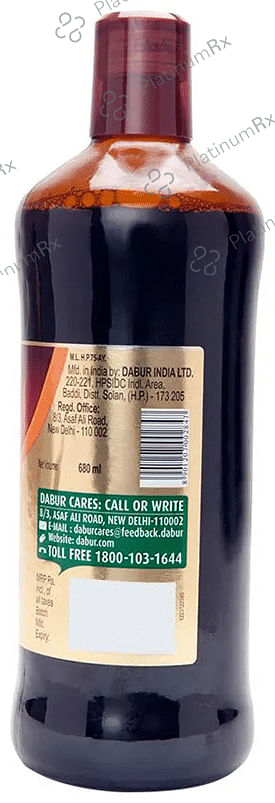 Dabur
PlatinumRx
M.L. H.P.75-AY.
Mfd. in India by: DABUR INDIA LTD.
220-221, HPSIDC Indl. Area,
Baddi, Distt. Solan, (H.P.) - 173 205
Regd. Office:
8/3, Asaf Ali Road,
New Delhi - 110 002
Net Volume:
680 ml
DABUR CARES: CALL OR WRITE
8/3, ASAF ALI ROAD, NEW DELHI-110002
E-MAIL : daburcares@feedback.dabur
Website: dabur.com
TOLL FREE 1800-103-1644
MRP Rs.
incl. of
all taxes
Batch
Mfd.
Expiry: